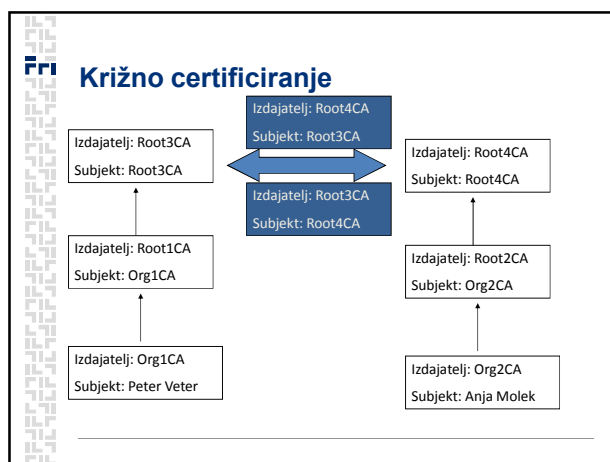 Fri
Križno certificiranje
Izdajatelj: Root4CA
Subjekt: Root3CA
Izdajatelj: Root3CA
Subjekt: Root3CA
Izdajatelj: Root4CA
Subjekt: Root4CA
Izdajatelj: Root3CA
Subjekt: Root4CA
Izdajatelj: Root1CA
Subjekt: Org1CA
Izdajatelj: Root2CA
Subjekt: Org2CA
Izdajatelj: Org1CA
Subjekt: Peter Veter
Izdajatelj: Org2CA
Subjekt: Anja Molek